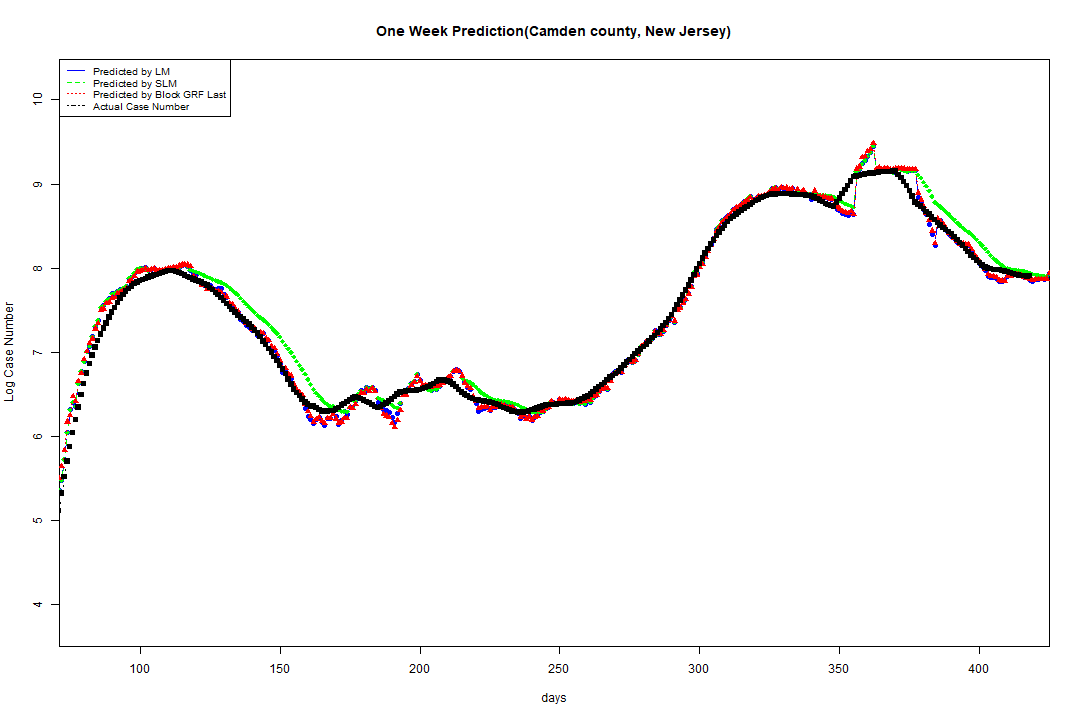 One Week Prediction(Camden county, New Jersey)
Predicted by LM
Predicted by SLM
Predicted by Block GRF Last
Actual Case Number
10
9
8
7
6
5
4
Log Case Number
100 150 200 250 300 350 400
days